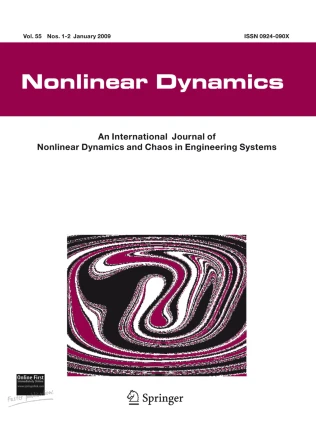 Vol. 55 Nos. 1-2 January 2009 ISSN 0924-090X
Nonlinear Dynamics
An International Journal of
Nonlinear Dynamics and Chaos in Engineering Systems
Online First
Springer